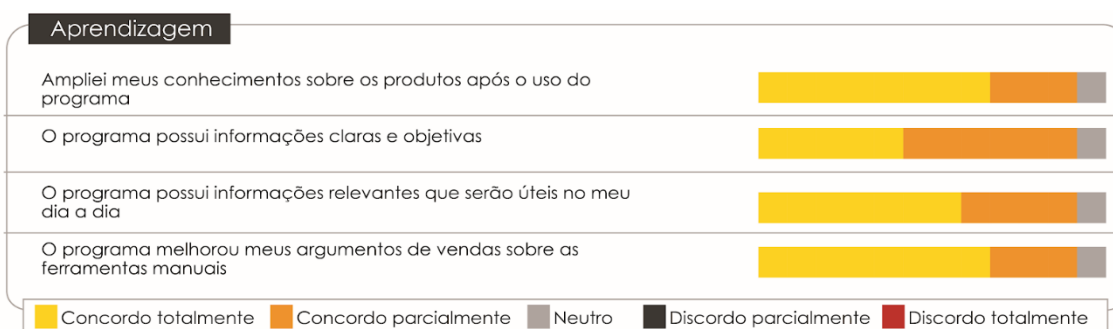 Aprendizagem
Ampliei meus conhecimentos sobre os produtos após o uso do
programa
O programa possui informações claras e objetivas
O programa possui informações relevantes que serão úteis no meu
dia a dia
O programa melhorou meus argumentos de vendas sobre as
ferramentas manuais
Concordo totalmente Concordo parcialmente Neutro Discordo parcialmente Discordo totalmente